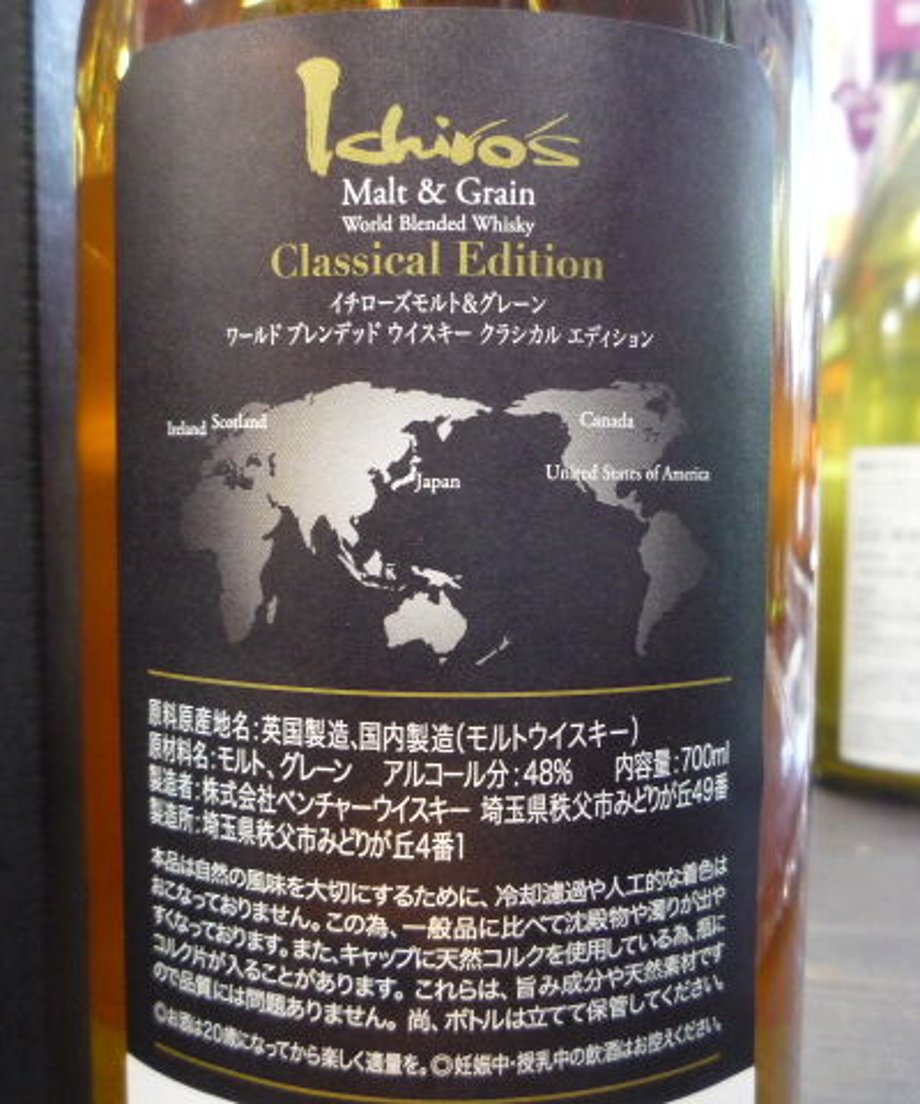 Ichiro's
Malt & Grain
World Blended Whisky
Classical Edition
イチローズモルト&グレーン
ワールド ブレンデッド ウイスキー クラシカル エディション
Ireland Scotland
Canada
Japan
United States of America
原料原産地名:英国製造、国内製造(モルトウイスキー)
原材料名:モルト、グレーン アルコール分:48% 内容量:700ml
製造者:株式会社ベンチャーウイスキー 埼玉県秩父市みどりが丘49番
製造所:埼玉県秩父市みどりが丘4番1
本品は自然の風味を大切にするために、冷却濾過や人工的な着色は
おこなっておりません。この為、一般品に比べて沈殿物や濁りが出や
すくなっております。また、キャップに天然コルクを使用している為、瓶に
コルク片が入ることがあります。これらは、旨み成分や天然素材です
ので品質には問題ありません。尚、ボトルは立てて保管してください。
◎お酒は20歳になってから楽しく適量を。◎妊娠中・授乳中の飲酒はお控えください。